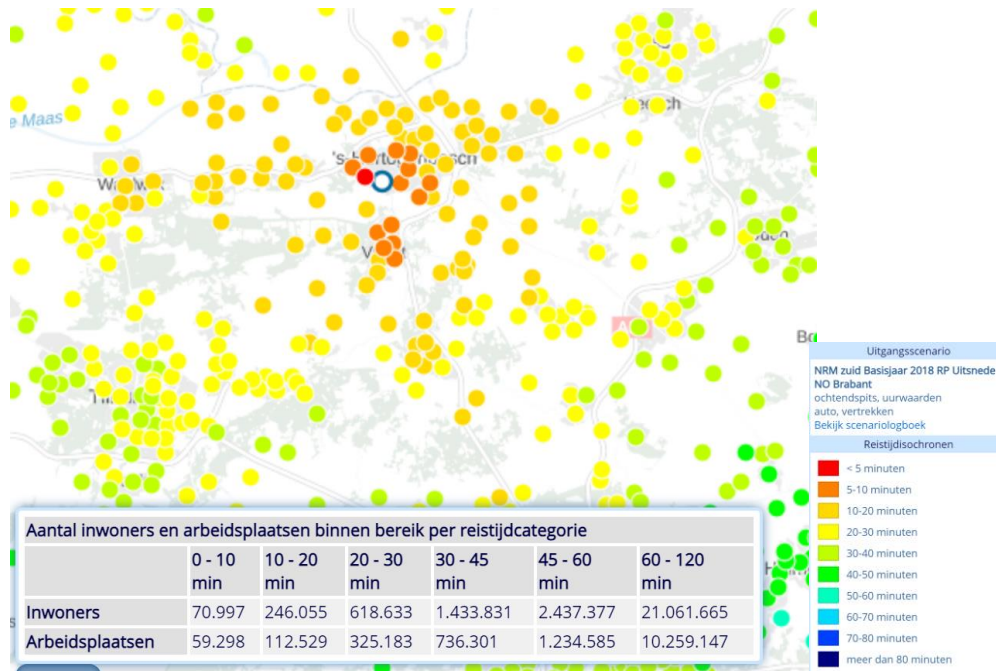 e Maas
's-Hertogenbosch
Waalwijk
Aantal inwoners en arbeidsplaatsen binnen bereik per reistijdcategorie
0 - 10 min
10 - 20 min
20 - 30 min
30 - 45 min
45 - 60 min
60 - 120 min
Inwoners 70.997 246.055 618.633 1.433.831 2.437.377 21.061.665
Arbeidsplaatsen 59.298 112.529 325.183 736.301 1.234.585 10.259.147
Uitgangsscenario
NRM zuid Basisjaar 2018 RP Uitsnede
NO Brabant
ochtendspits, uurwaarden
auto, vertrekken
Bekijk scenariologboek
Reistijdisochronen
< 5 minuten
5-10 minuten
10-20 minuten
20-30 minuten
30-40 minuten
40-50 minuten
50-60 minuten
60-70 minuten
70-80 minuten
meer dan 80 minuten